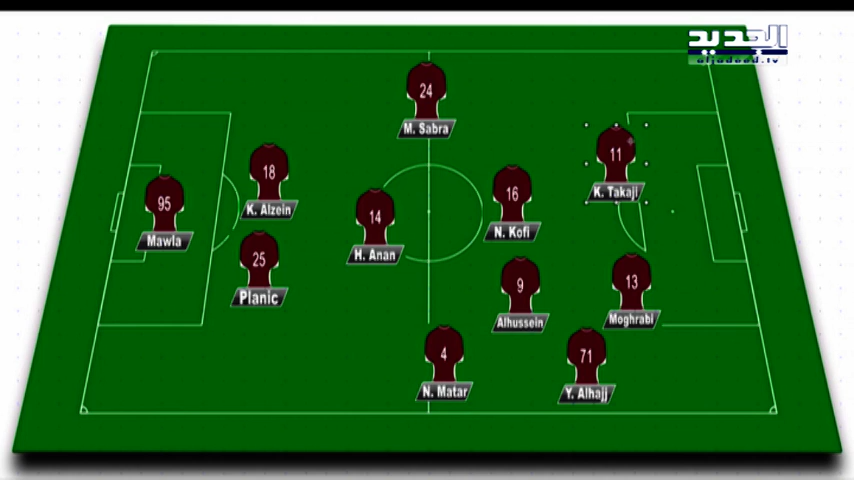 الجديد
aljadeed.tv
24
M. Sabra
11
K. Takaji
18
K. Alzein
95
Mawla
16
N. Kofi
14
H. Anan
25
Planic
13
Moghrabi
9
Alhussein
4
N. Matar
71
Y. Alhajj